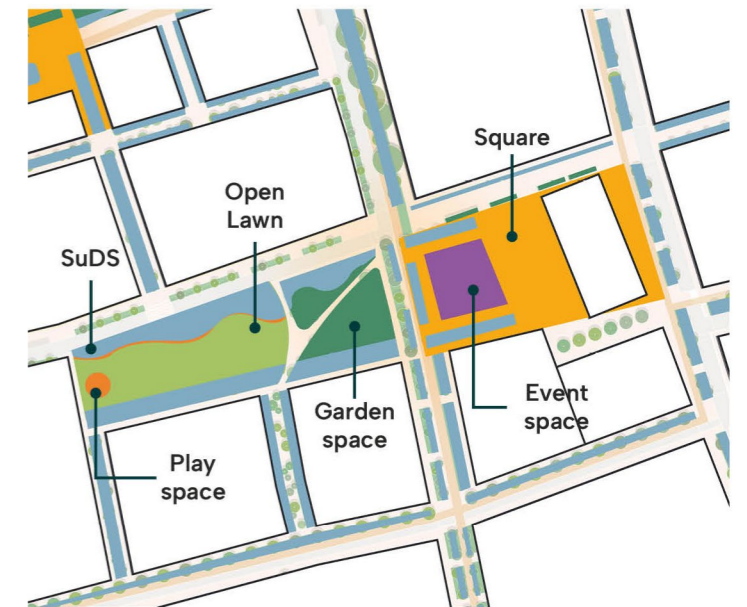 Square
Open
Lawn
SuDS
Garden
space
Event
space
Play
space